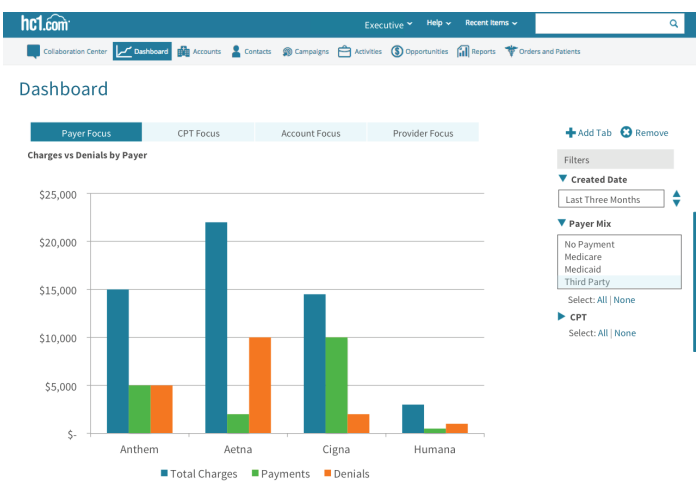 hc1.com
Executive Help Recent Items
Collaboration Center Dashboard Accounts Contacts Campaigns Activities Opportunities Reports Orders and Patients
Dashboard
Payer Focus CPT Focus Account Focus Provider Focus
Add Tab Remove
Charges vs Denials by Payer
Filters
Created Date
Last Three Months
Payer Mix
No Payment
Medicare
Medicaid
Third Party
Select: All | None
CPT
Select: All | None
$25,000
$20,000
$15,000
$10,000
$5,000
$-
Anthem Aetna Cigna Humana
Total Charges Payments Denials